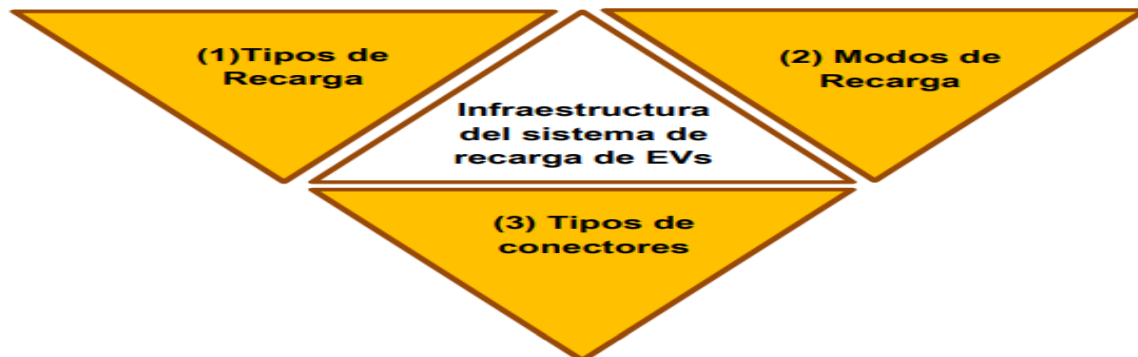 (1)Tipos de
Recarga
(2) Modos de
Recarga
Infraestructura
del sistema de
recarga de EVs
(3) Tipos de
conectores